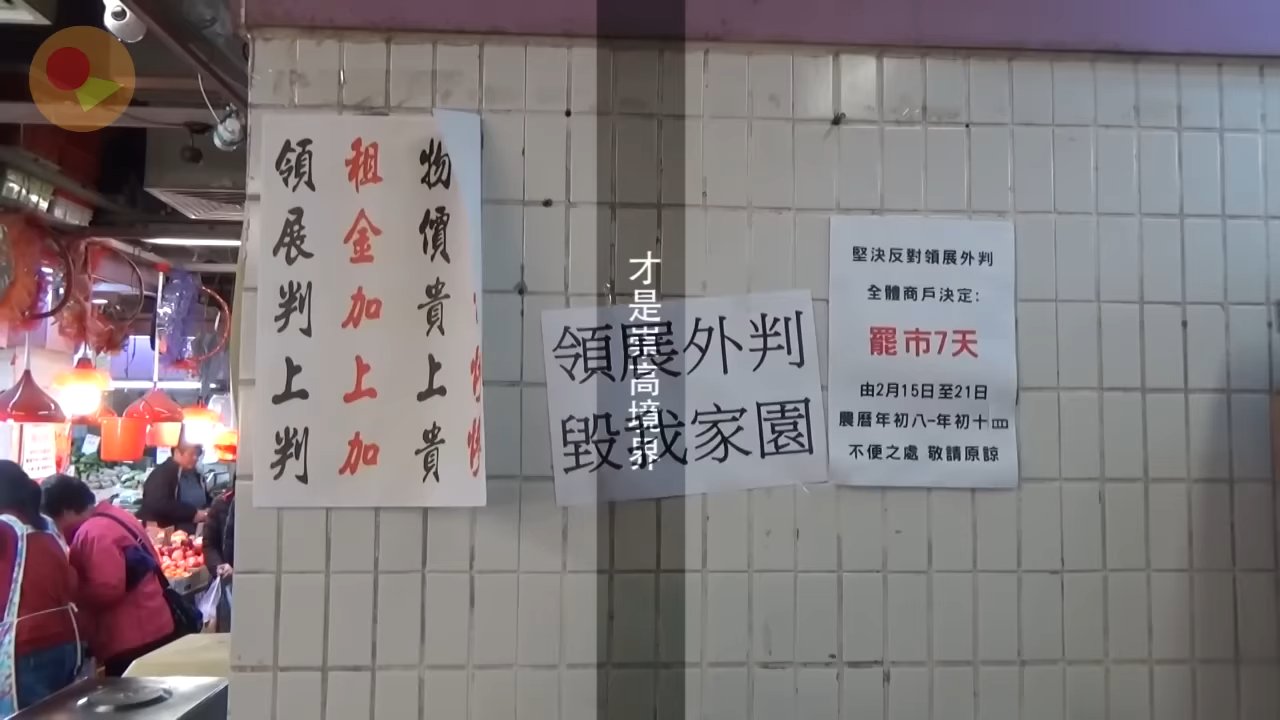 領展判上判
租金加上加
物價貴上貴
領展外判
毀我家園
才是崇高境界
堅決反對領展外判
全體商戶決定:
罷市7天
由2月15日至21日
農曆年初八-年初十四
不便之處 敬請原諒